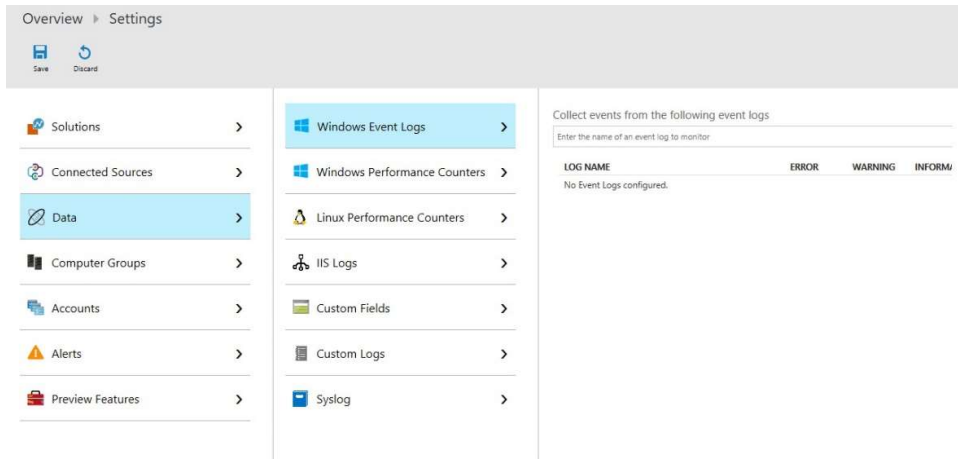 Overview ▸ Settings
Save Discard
Solutions
Connected Sources
Data
Computer Groups
Accounts
Alerts
Preview Features
Windows Event Logs
Windows Performance Counters
Linux Performance Counters
IIS Logs
Custom Fields
Custom Logs
Syslog
Collect events from the following event logs
Enter the name of an event log to monitor
LOG NAME ERROR WARNING INFORMA
No Event Logs configured.